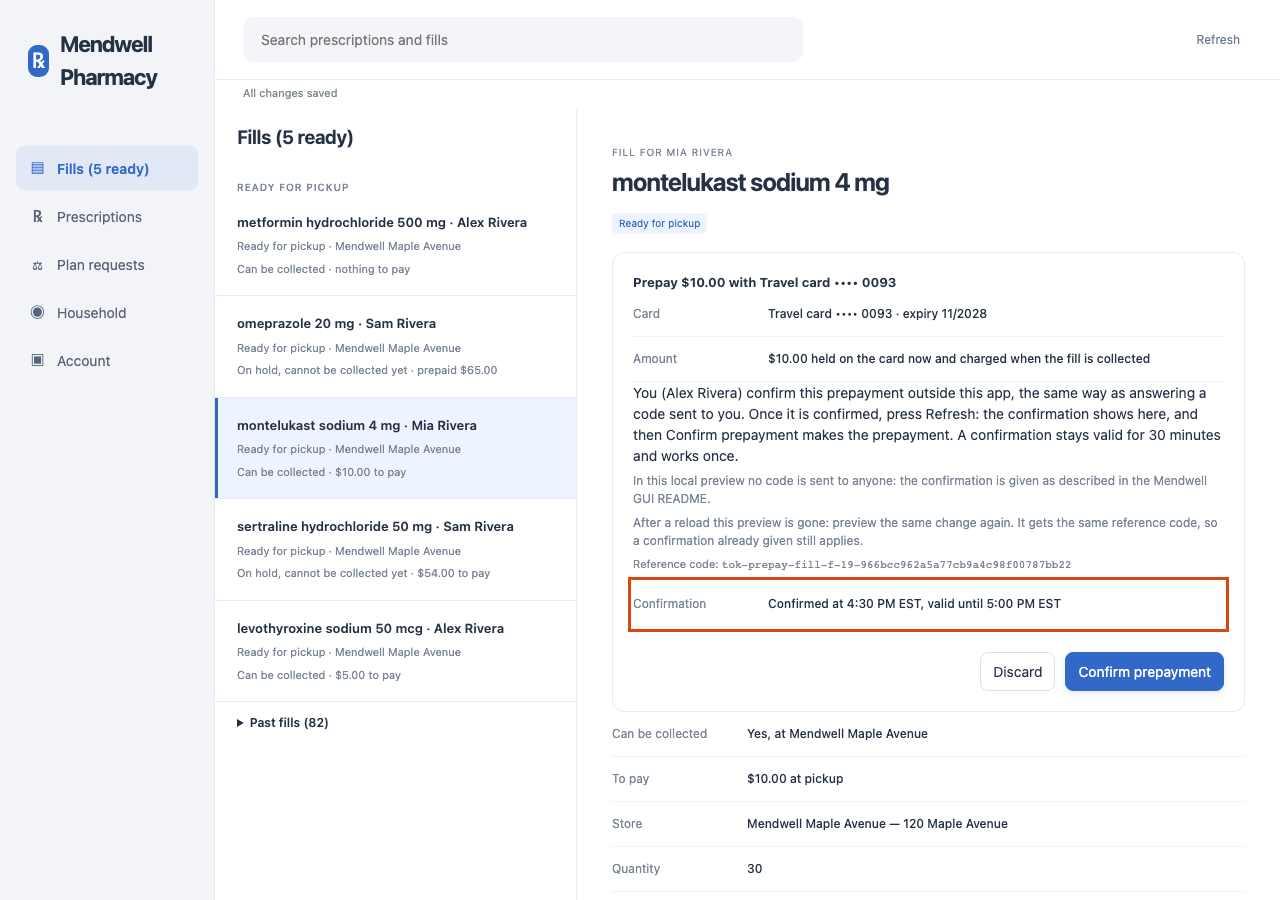 Mendwell
Pharmacy
Search prescriptions and fills
Refresh
All changes saved
Fills (5 ready)
Prescriptions
Plan requests
Household
Account
Fills (5 ready)
READY FOR PICKUP
metformin hydrochloride 500 mg · Alex Rivera
Ready for pickup · Mendwell Maple Avenue
Can be collected · nothing to pay
omeprazole 20 mg · Sam Rivera
Ready for pickup · Mendwell Maple Avenue
On hold, cannot be collected yet · prepaid $65.00
montelukast sodium 4 mg · Mia Rivera
Ready for pickup · Mendwell Maple Avenue
Can be collected · $10.00 to pay
sertraline hydrochloride 50 mg · Sam Rivera
Ready for pickup · Mendwell Maple Avenue
On hold, cannot be collected yet · $54.00 to pay
levothyroxine sodium 50 mcg · Alex Rivera
Ready for pickup · Mendwell Maple Avenue
Can be collected · $5.00 to pay
Past fills (82)
FILL FOR MIA RIVERA
montelukast sodium 4 mg
Ready for pickup
Prepay $10.00 with Travel card •••• 0093
Card Travel card •••• 0093 · expiry 11/2028
Amount $10.00 held on the card now and charged when the fill is collected
You (Alex Rivera) confirm this prepayment outside this app, the same way as answering a
code sent to you. Once it is confirmed, press Refresh: the confirmation shows here, and
then Confirm prepayment makes the prepayment. A confirmation stays valid for 30 minutes
and works once.
In this local preview no code is sent to anyone: the confirmation is given as described in the Mendwell
GUI README.
After a reload this preview is gone: preview the same change again. It gets the same reference code, so
a confirmation already given still applies.
Reference code: tok-prepay-fill-f-19-966bcc962a5a77cb9a4c98f00787bb22
Confirmation Confirmed at 4:30 PM EST, valid until 5:00 PM EST
Discard Confirm prepayment
Can be collected Yes, at Mendwell Maple Avenue
To pay $10.00 at pickup
Store Mendwell Maple Avenue — 120 Maple Avenue
Quantity 30